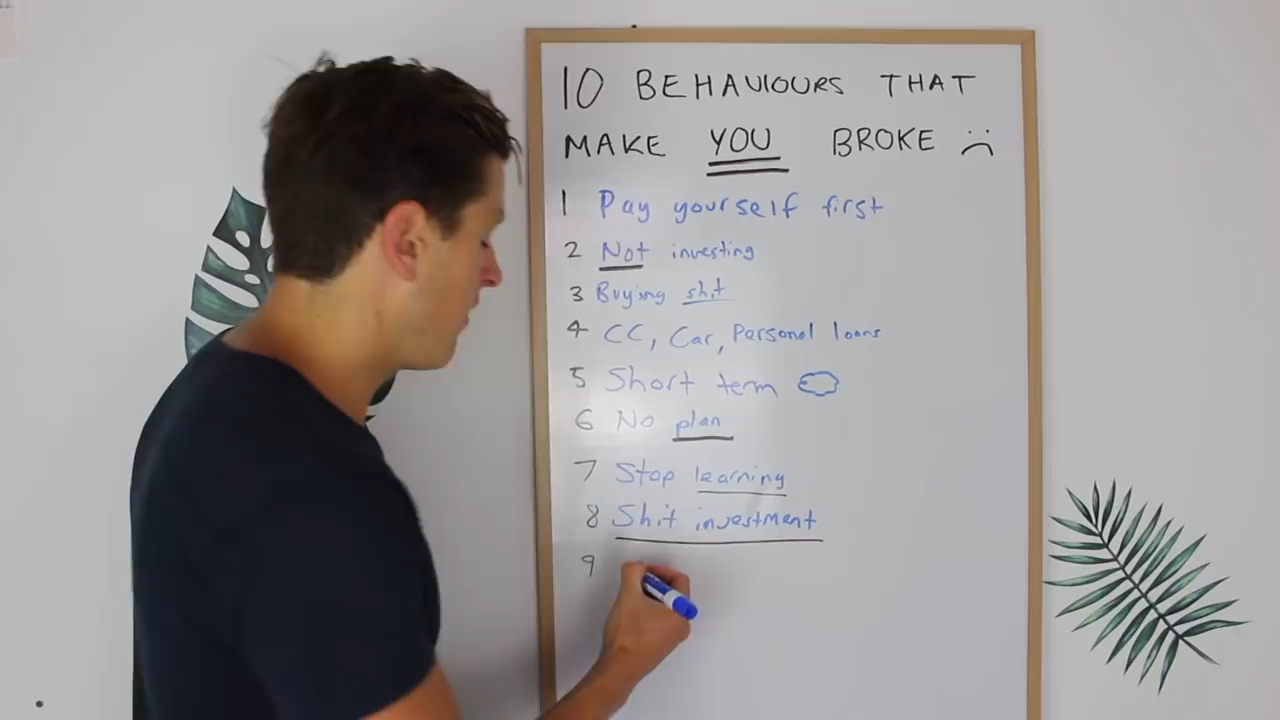 10 BEHAVIOURS THAT
MAKE YOU BROKE
1 Pay yourself first
2 Not investing
3 Buying shit
4 CC, Car, Personal loans
5 Short term
6 No plan
7 Stop learning
8 Shit investment
9